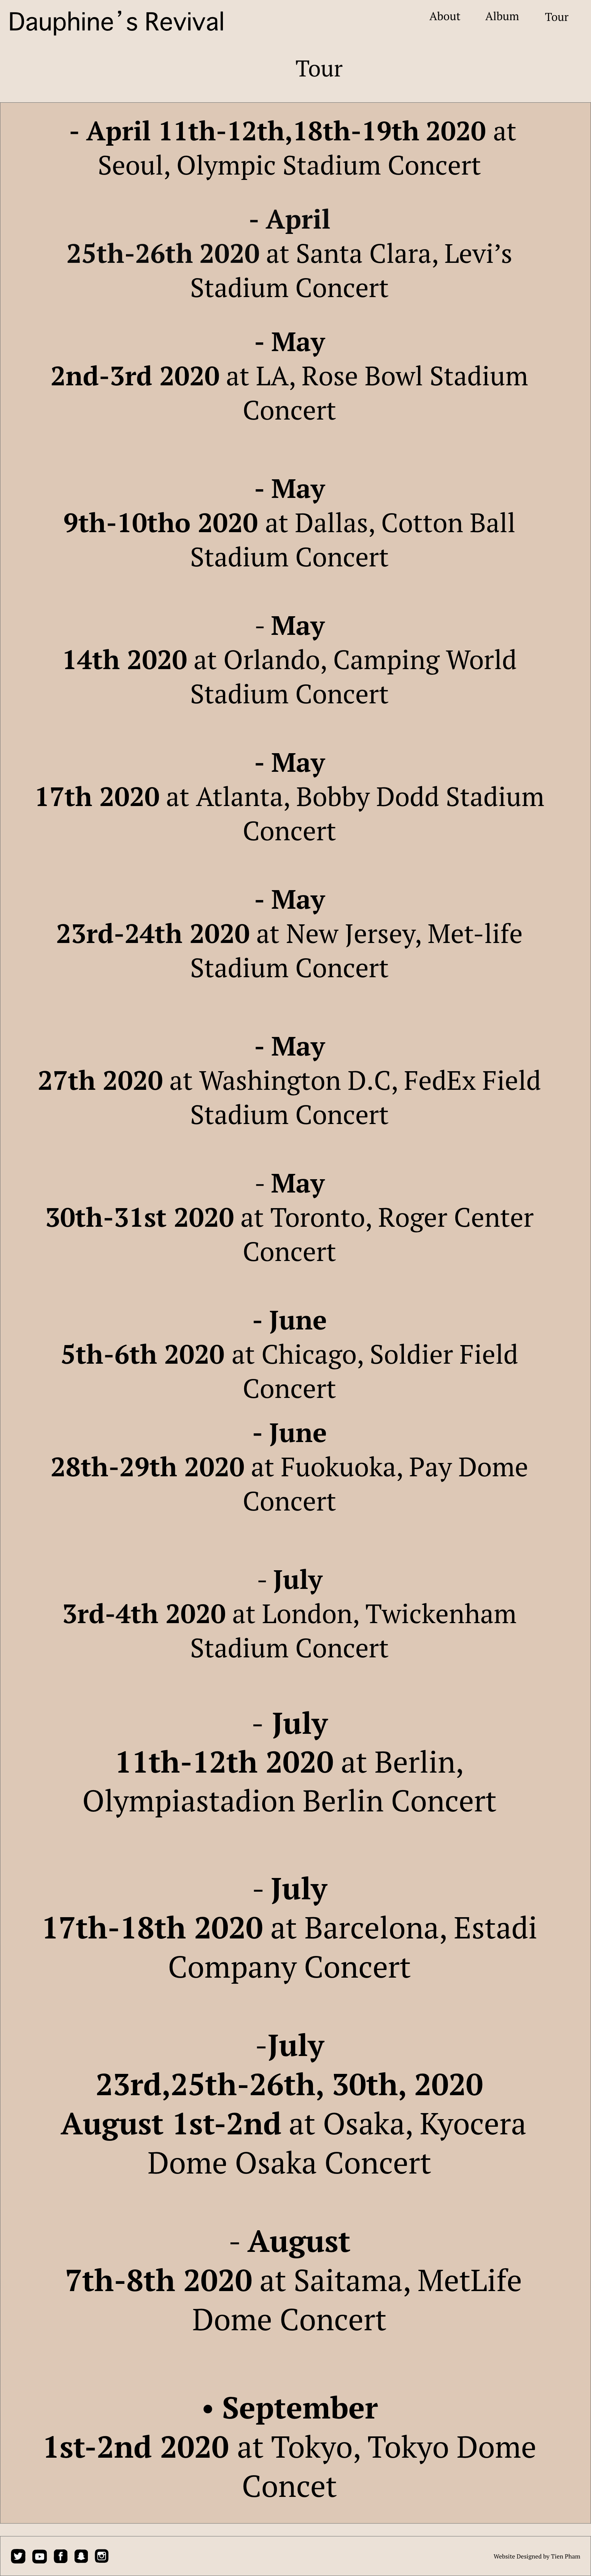 Dauphine's Revival
About Album Tour
Tour
- April 11th-12th,18th-19th 2020 at
Seoul, Olympic Stadium Concert
- April
25th-26th 2020 at Santa Clara, Levi’s
Stadium Concert
- May
2nd-3rd 2020 at LA, Rose Bowl Stadium
Concert
- May
9th-10tho 2020 at Dallas, Cotton Ball
Stadium Concert
- May
14th 2020 at Orlando, Camping World
Stadium Concert
- May
17th 2020 at Atlanta, Bobby Dodd Stadium
Concert
- May
23rd-24th 2020 at New Jersey, Met-life
Stadium Concert
- May
27th 2020 at Washington D.C, FedEx Field
Stadium Concert
- May
30th-31st 2020 at Toronto, Roger Center
Concert
- June
5th-6th 2020 at Chicago, Soldier Field
Concert
- June
28th-29th 2020 at Fuokuoka, Pay Dome
Concert
- July
3rd-4th 2020 at London, Twickenham
Stadium Concert
- July
11th-12th 2020 at Berlin,
Olympiastadion Berlin Concert
- July
17th-18th 2020 at Barcelona, Estadi
Company Concert
-July
23rd,25th-26th, 30th, 2020
August 1st-2nd at Osaka, Kyocera
Dome Osaka Concert
- August
7th-8th 2020 at Saitama, MetLife
Dome Concert
• September
1st-2nd 2020 at Tokyo, Tokyo Dome
Concet
Website Designed by Tien Pham